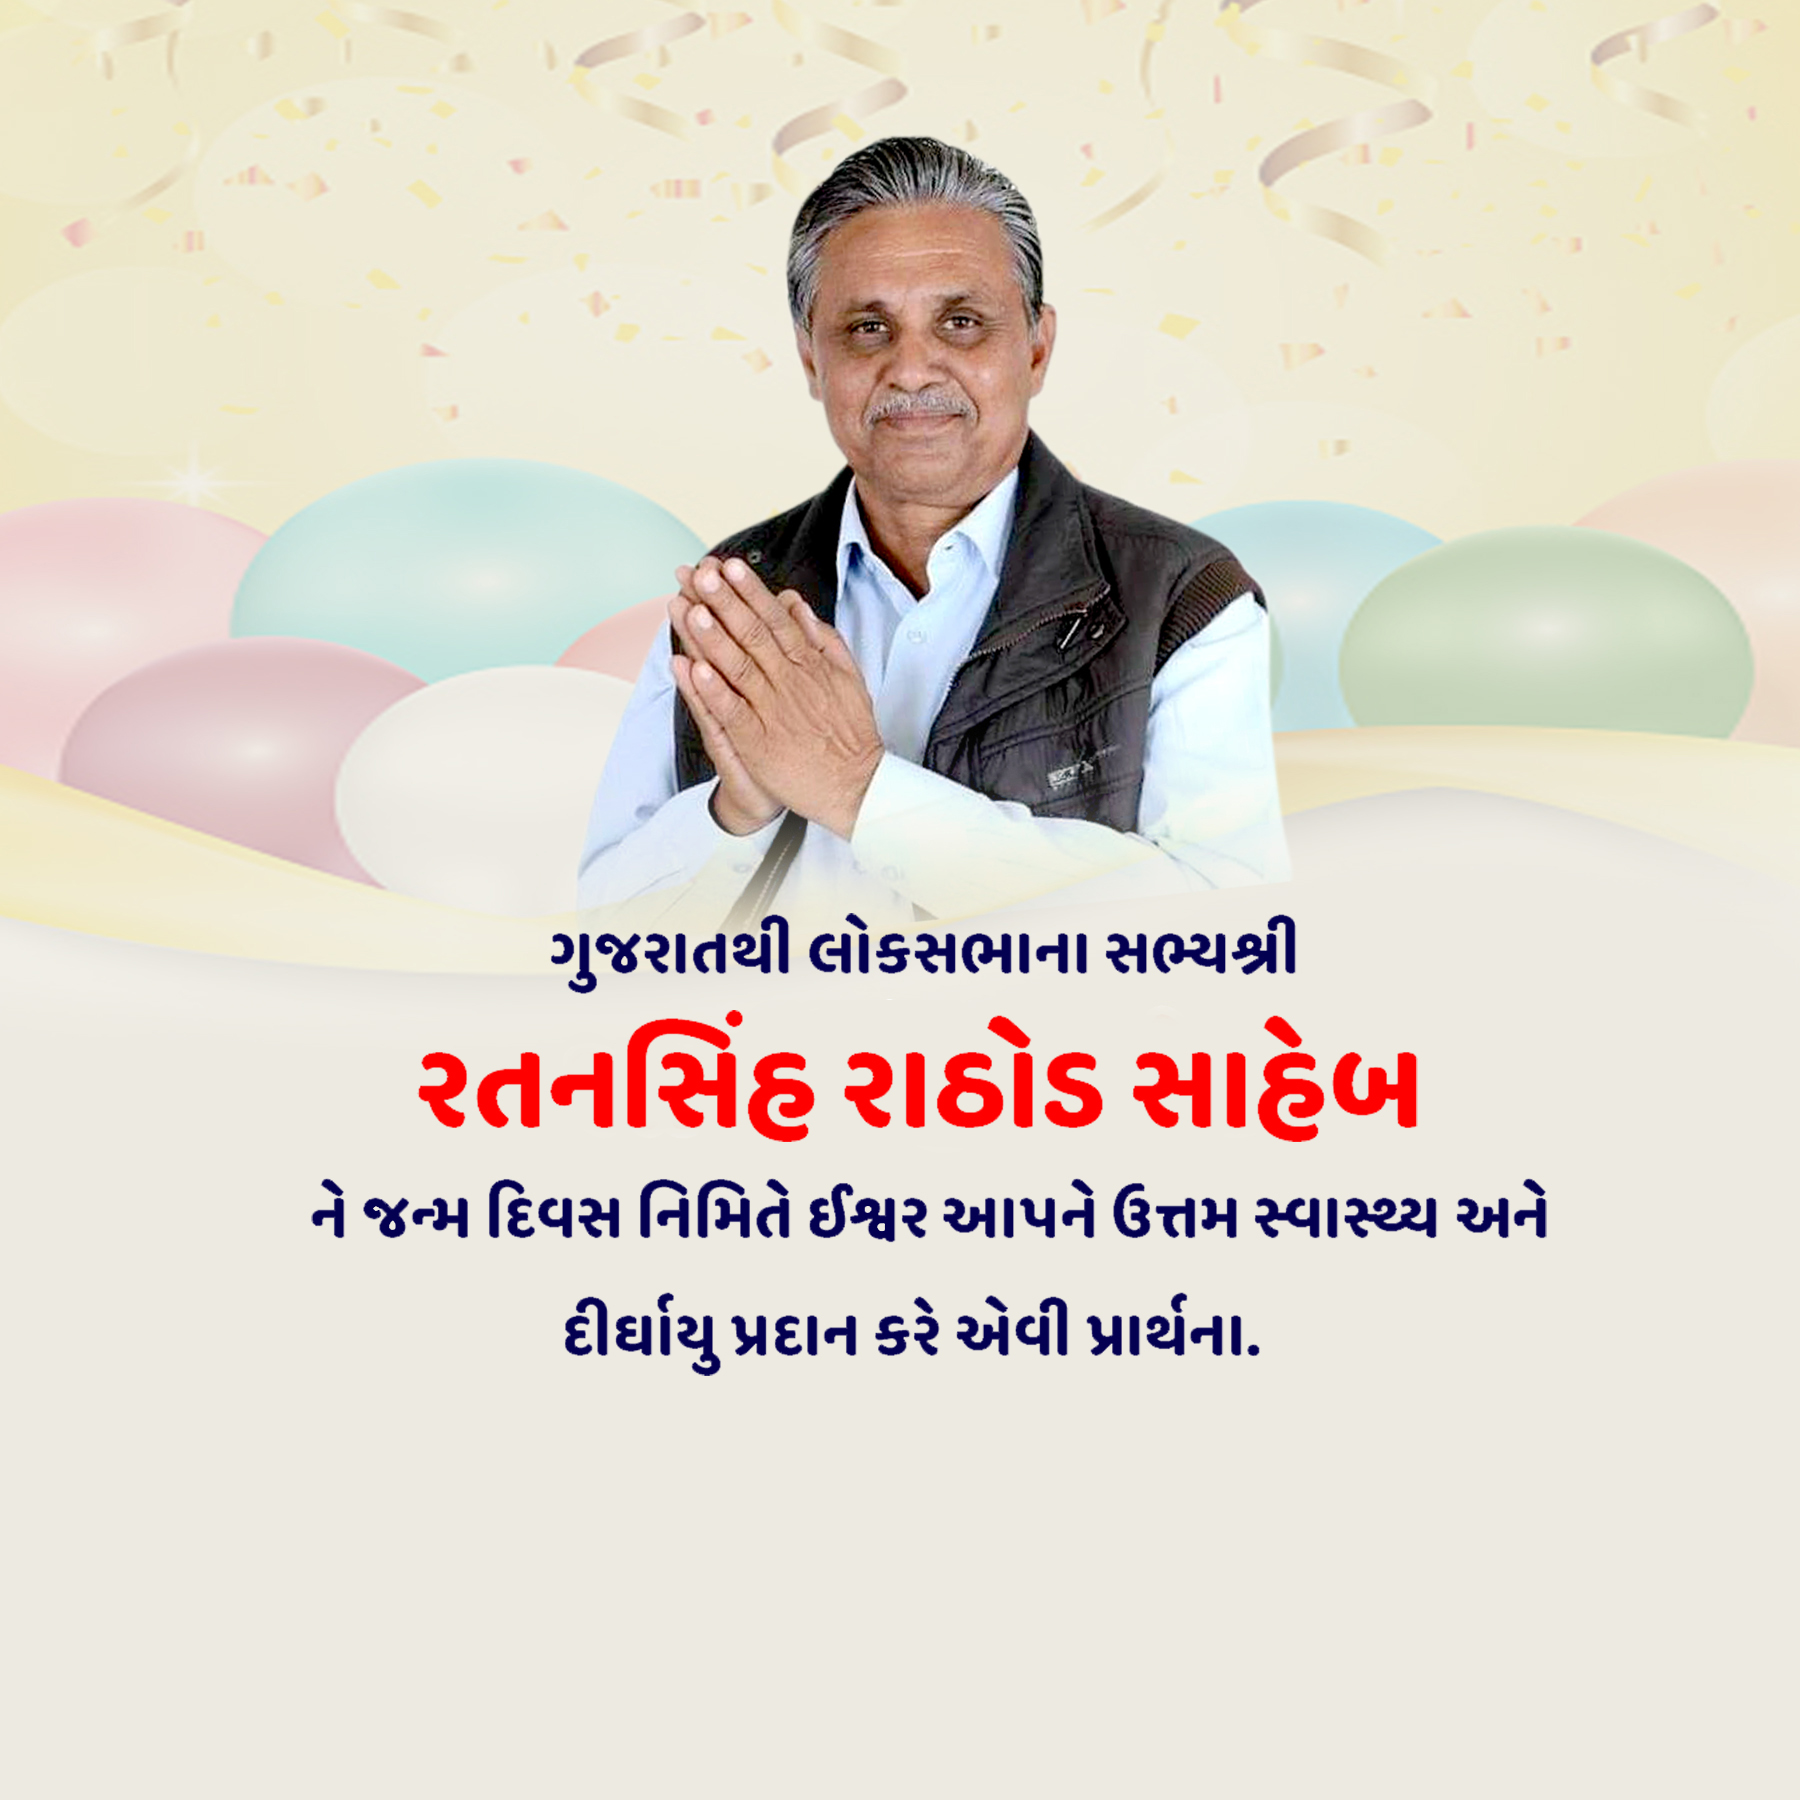 ગુજરાતથી લોકસભાના સભ્યશ્રી
રતનસિંહ રાઠોડ સાહેબ
ને જન્મ દિવસ નિમિતે ઈશ્વર આપને ઉત્તમ સ્વાસ્થ્ય અને
દીર્ઘાયુ પ્રદાન કરે એવી પ્રાર્થના.